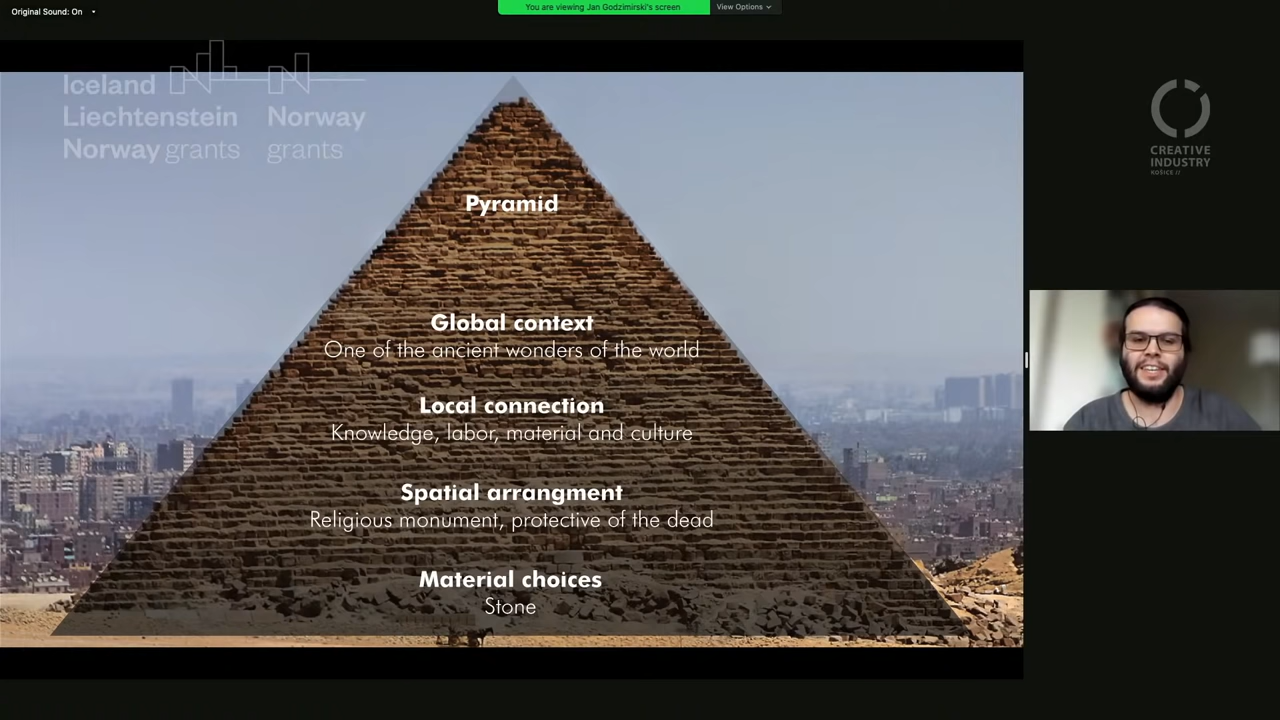 Original Sound: On
You are viewing Jan Godzimirski's screen
View Options
Iceland
Liechtenstein
Norway grants
Norway
grants
CREATIVE
INDUSTRY
KOŠICE //
Pyramid
Global context
One of the ancient wonders of the world
Local connection
Knowledge, labor, material and culture
Spatial arrangment
Religious monument, protective of the dead
Material choices
Stone